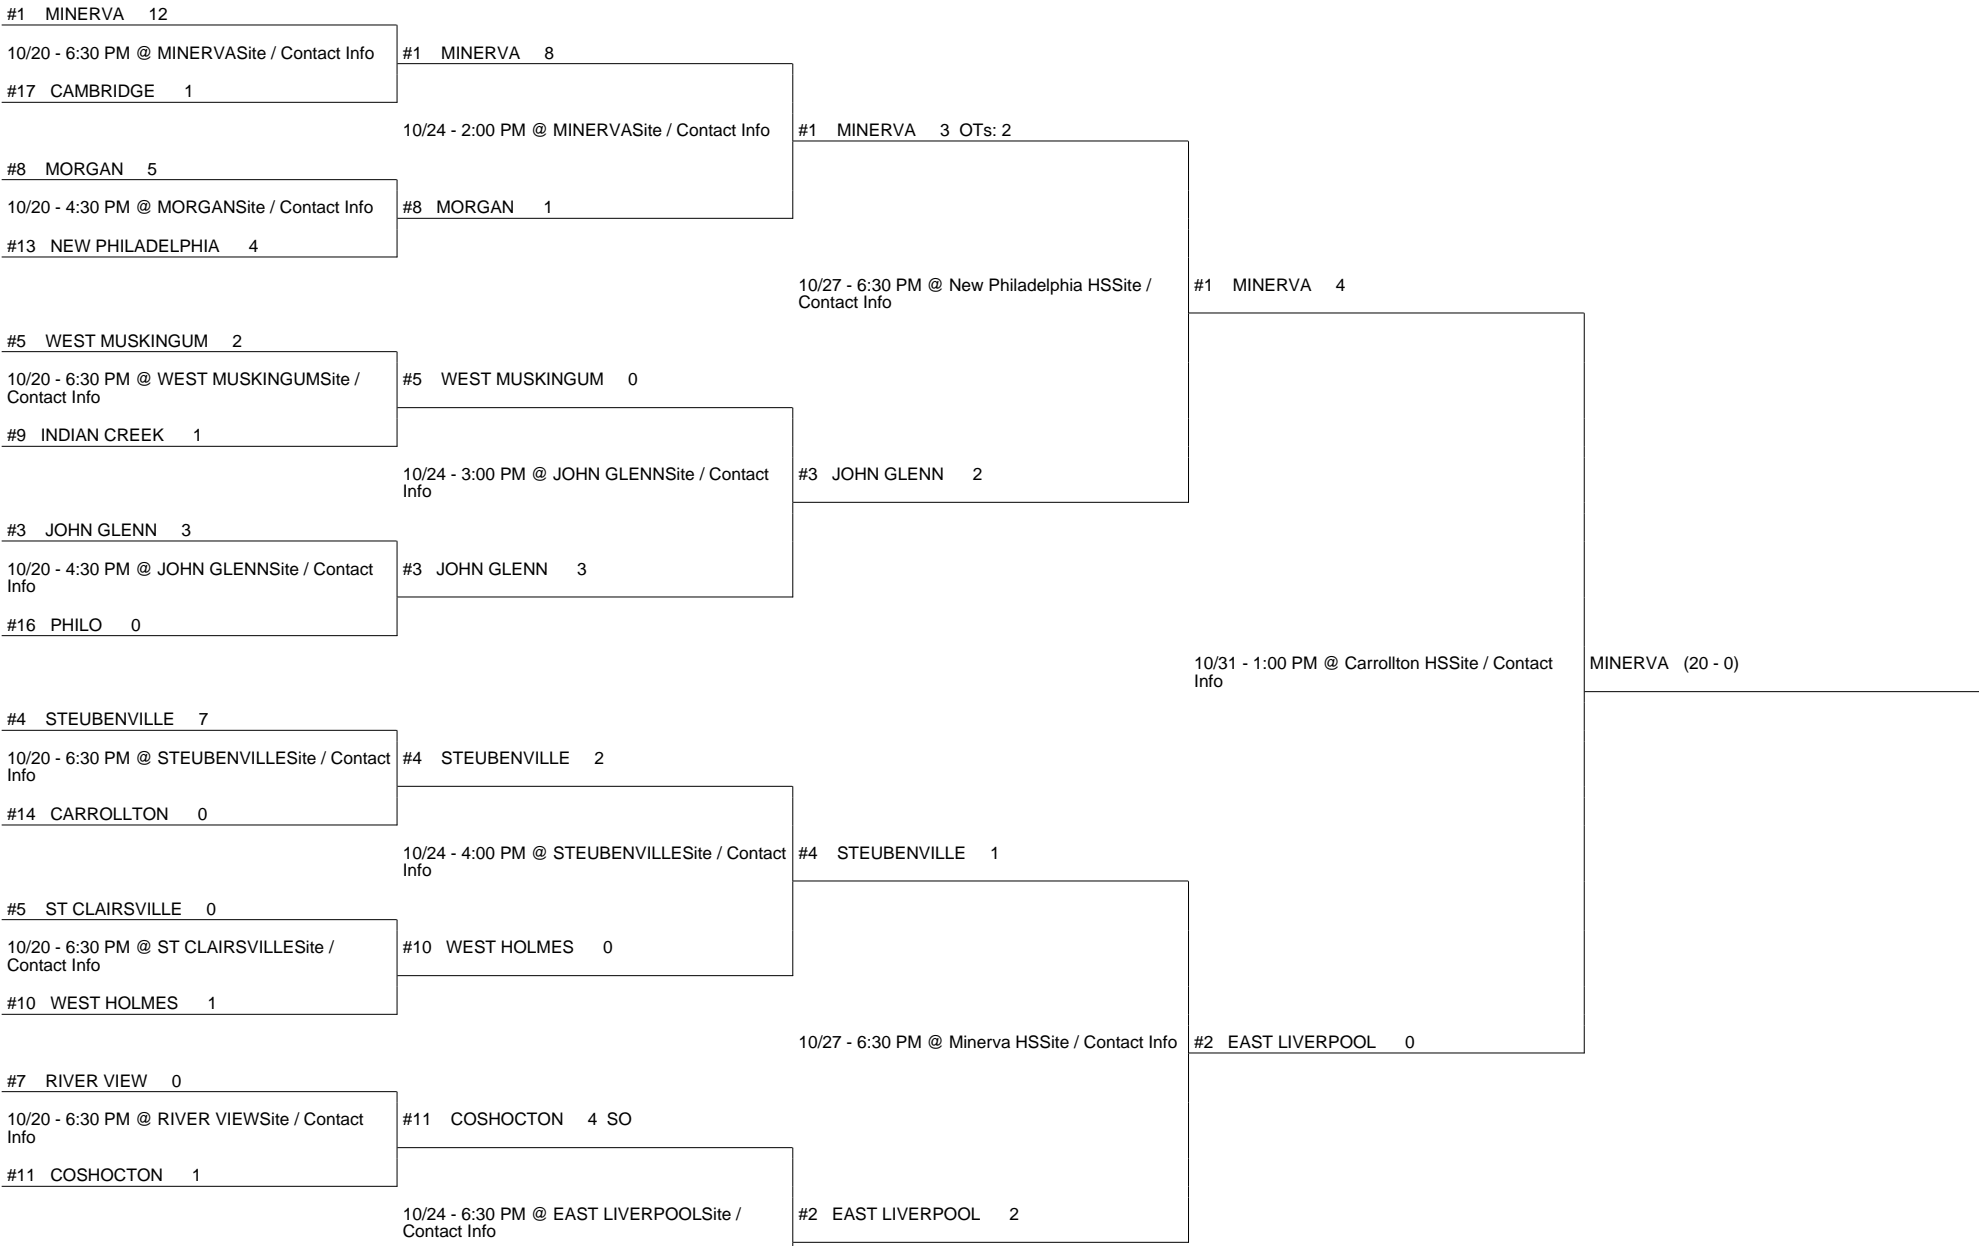 #1 MINERVA 12
10/20 - 6:30 PM @ MINERVASite / Contact Info
#17 CAMBRIDGE 1
#1 MINERVA 8
10/24 - 2:00 PM @ MINERVASite / Contact Info
#8 MORGAN 5
10/20 - 4:30 PM @ MORGANSite / Contact Info
#13 NEW PHILADELPHIA 4
#8 MORGAN 1
#1 MINERVA 3 OTs: 2
10/27 - 6:30 PM @ New Philadelphia HSSite /
Contact Info
#5 WEST MUSKINGUM 2
10/20 - 6:30 PM @ WEST MUSKINGUMSite /
Contact Info
#9 INDIAN CREEK 1
#5 WEST MUSKINGUM 0
10/24 - 3:00 PM @ JOHN GLENNSite / Contact
Info
#3 JOHN GLENN 3
10/20 - 4:30 PM @ JOHN GLENNSite / Contact
Info
#16 PHILO 0
#3 JOHN GLENN 3
#3 JOHN GLENN 2
#1 MINERVA 4
10/31 - 1:00 PM @ Carrollton HSSite / Contact
Info
MINERVA (20 - 0)
#4 STEUBENVILLE 7
10/20 - 6:30 PM @ STEUBENVILLESite / Contact
Info
#14 CARROLLTON 0
#4 STEUBENVILLE 2
10/24 - 4:00 PM @ STEUBENVILLESite / Contact
Info
#5 ST CLAIRSVILLE 0
10/20 - 6:30 PM @ ST CLAIRSVILLESite /
Contact Info
#10 WEST HOLMES 1
#10 WEST HOLMES 0
#4 STEUBENVILLE 1
10/27 - 6:30 PM @ Minerva HSSite / Contact Info
#2 EAST LIVERPOOL 0
#7 RIVER VIEW 0
10/20 - 6:30 PM @ RIVER VIEWSite / Contact
Info
#11 COSHOCTON 1
#11 COSHOCTON 4 SO
10/24 - 6:30 PM @ EAST LIVERPOOLSite /
Contact Info
#2 EAST LIVERPOOL 2